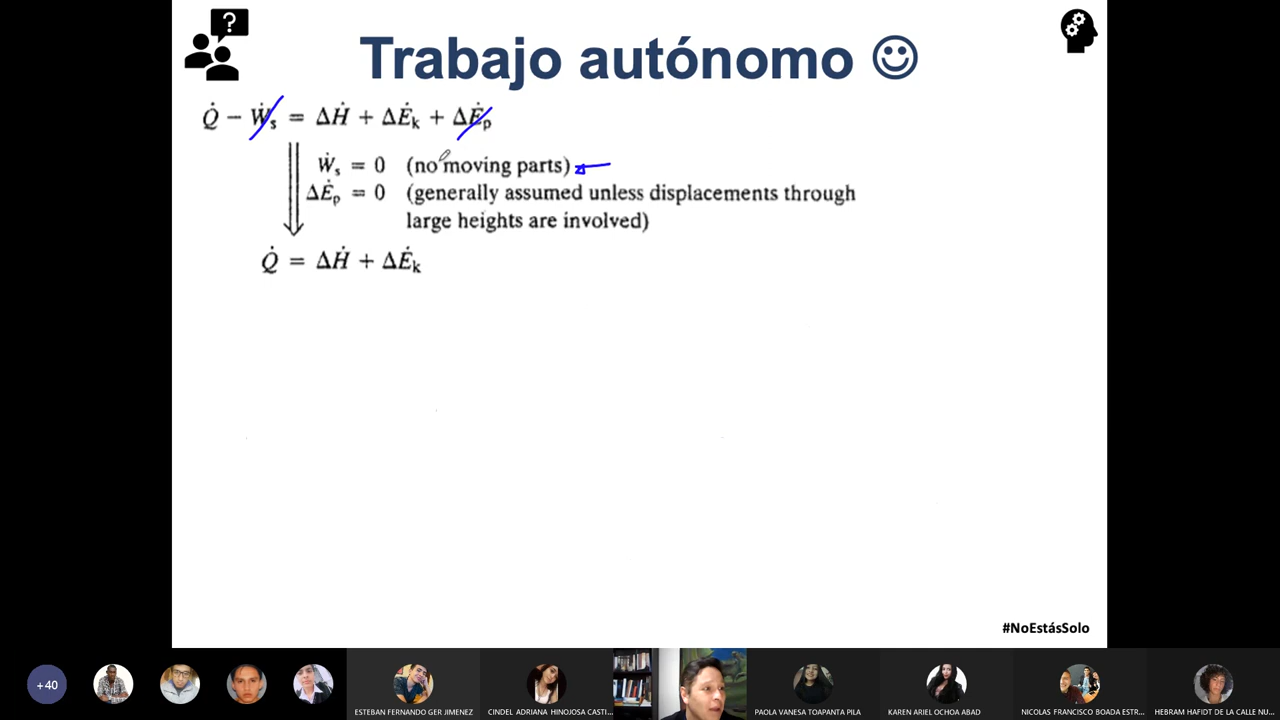 ?
Trabajo autónomo ☺
Q̇ − Ẇs = ΔḢ + ΔĖk + ΔĖp
Ẇs = 0 (no moving parts)
ΔĖp = 0 (generally assumed unless displacements through
large heights are involved)
Q̇ = ΔḢ + ΔĖk
#NoEstásSolo
+40
ESTEBAN FERNANDO GER JIMENEZ
CINDEL ADRIANA HINOJOSA CASTI...
PAOLA VANESA TOAPANTA PILA
KAREN ARIEL OCHOA ABAD
NICOLAS FRANCISCO BOADA ESTR...
HEBRAM HAFIDT DE LA CALLE NU...